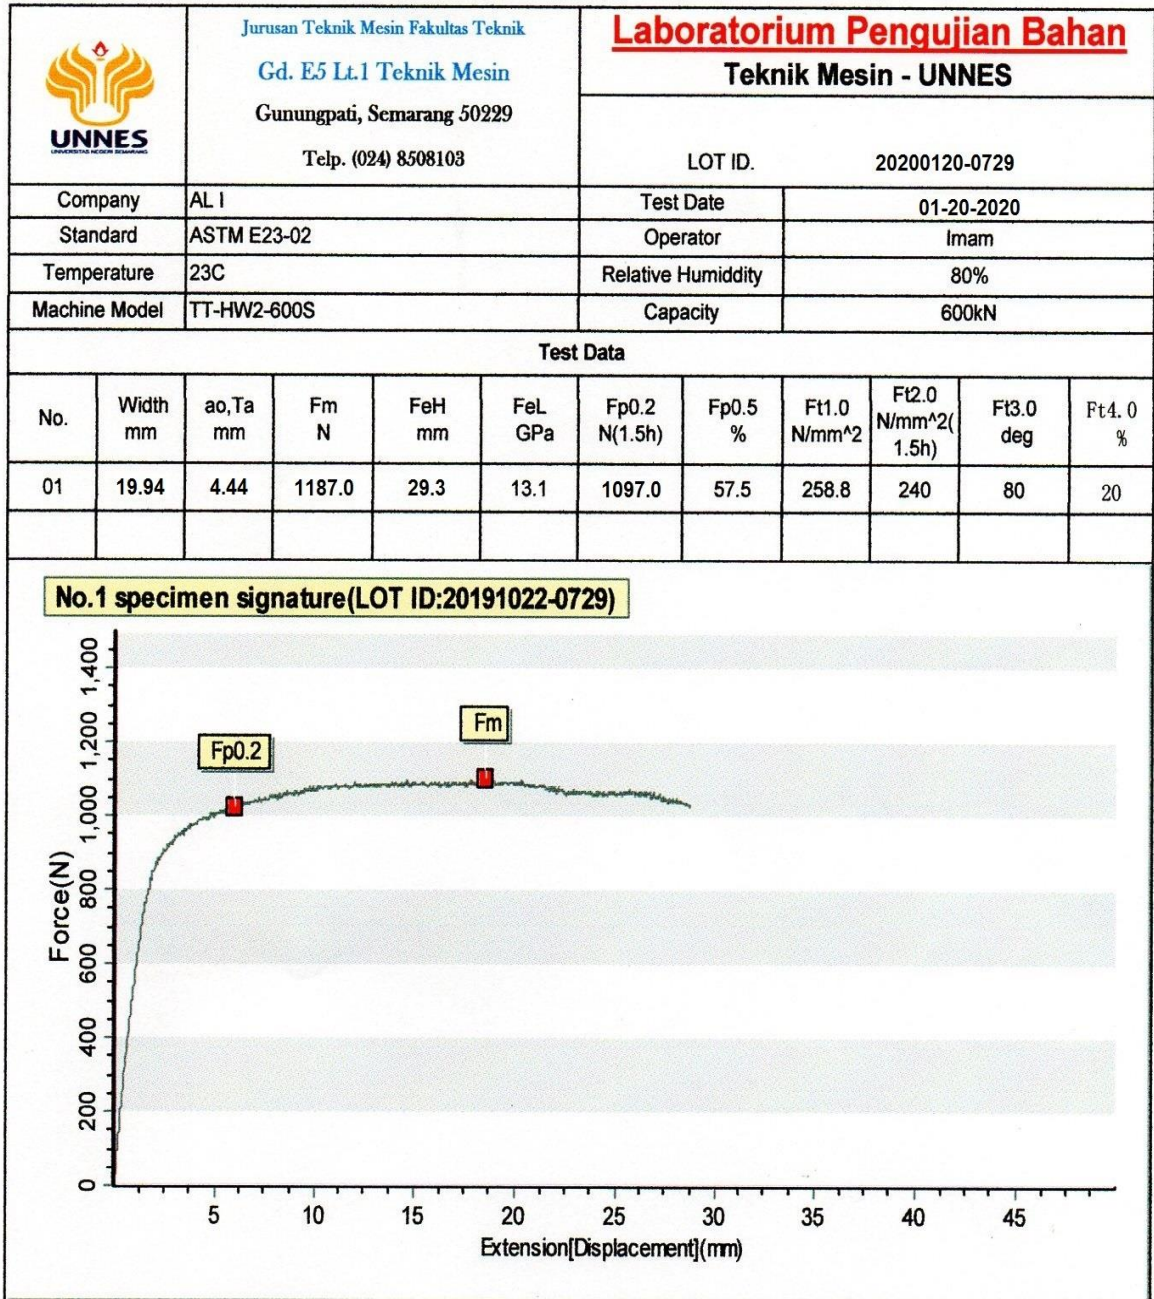 UNNES
UNIVERSITAS NEGERI SEMARANG
Jurusan Teknik Mesin Fakultas Teknik
Gd. E5 Lt.1 Teknik Mesin
Gunungpati, Semarang 50229
Telp. (024) 8508103
Laboratorium Pengujian Bahan
Teknik Mesin - UNNES
LOT ID. 20200120-0729
Company AL I Test Date 01-20-2020
Standard ASTM E23-02 Operator Imam
Temperature 23C Relative Humiddity 80%
Machine Model TT-HW2-600S Capacity 600kN
Test Data
No. Width mm ao,Ta mm Fm N FeH mm FeL GPa Fp0.2 N(1.5h) Fp0.5 % Ft1.0 N/mm^2 Ft2.0 N/mm^2(1.5h) Ft3.0 deg Ft4.0 %
01 19.94 4.44 1187.0 29.3 13.1 1097.0 57.5 258.8 240 80 20
No.1 specimen signature(LOT ID:20191022-0729)
Force(N)
1,400
1,200
1,000
800
600
400
200
0
Fp0.2
Fm
5 10 15 20 25 30 35 40 45
Extension[Displacement](mm)